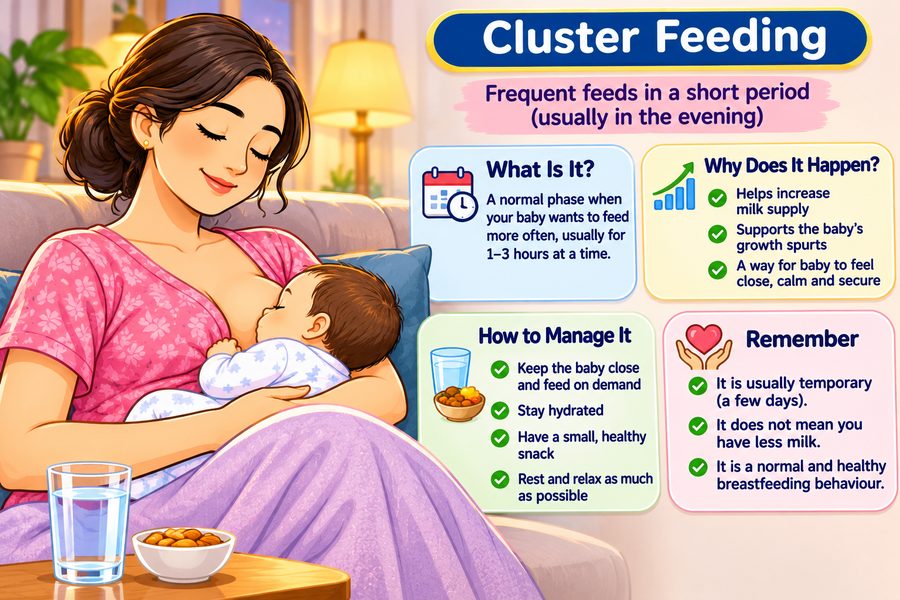 Cluster Feeding
Frequent feeds in a short period
(usually in the evening)
What Is It?
A normal phase when
your baby wants to feed
more often, usually for
1–3 hours at a time.
Why Does It Happen?
Helps increase
milk supply
Supports the baby's
growth spurts
A way for baby to feel
close, calm and secure
How to Manage It
Keep the baby close
and feed on demand
Stay hydrated
Have a small, healthy
snack
Rest and relax as much
as possible
Remember
It is usually temporary
(a few days).
It does not mean you
have less milk.
It is a normal and healthy
breastfeeding behaviour.